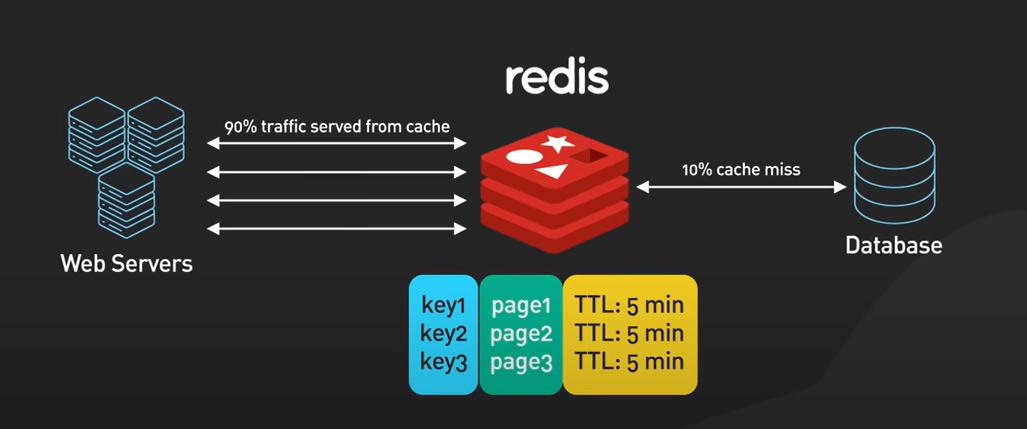 redis
90% traffic served from cache
10% cache miss
Web Servers
Database
key1 page1 TTL: 5 min
key2 page2 TTL: 5 min
key3 page3 TTL: 5 min